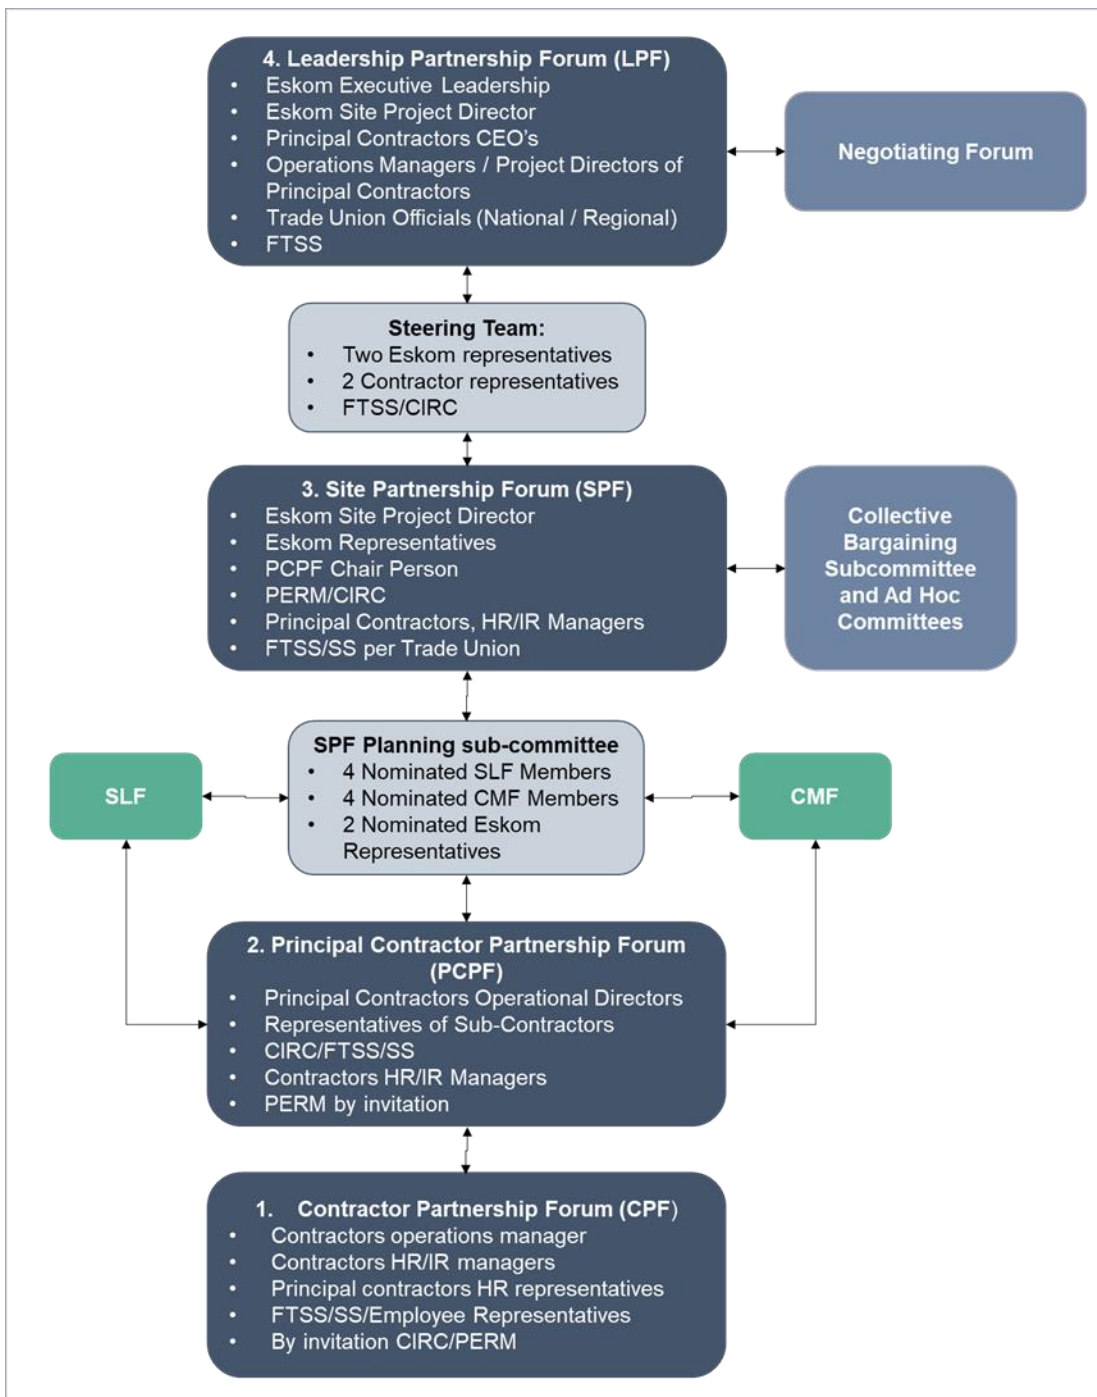 4. Leadership Partnership Forum (LPF)
• Eskom Executive Leadership
• Eskom Site Project Director
• Principal Contractors CEO's
• Operations Managers / Project Directors of
Principal Contractors
• Trade Union Officials (National / Regional)
• FTSS
Negotiating Forum
Steering Team:
• Two Eskom representatives
• 2 Contractor representatives
• FTSS/CIRC
3. Site Partnership Forum (SPF)
• Eskom Site Project Director
• Eskom Representatives
• PCPF Chair Person
• PERM/CIRC
• Principal Contractors, HR/IR Managers
• FTSS/SS per Trade Union
Collective
Bargaining
Subcommittee
and Ad Hoc
Committees
SPF Planning sub-committee
• 4 Nominated SLF Members
• 4 Nominated CMF Members
• 2 Nominated Eskom
Representatives
SLF
CMF
2. Principal Contractor Partnership Forum
(PCPF)
• Principal Contractors Operational Directors
• Representatives of Sub-Contractors
• CIRC/FTSS/SS
• Contractors HR/IR Managers
• PERM by invitation
1. Contractor Partnership Forum (CPF)
• Contractors operations manager
• Contractors HR/IR managers
• Principal contractors HR representatives
• FTSS/SS/Employee Representatives
• By invitation CIRC/PERM